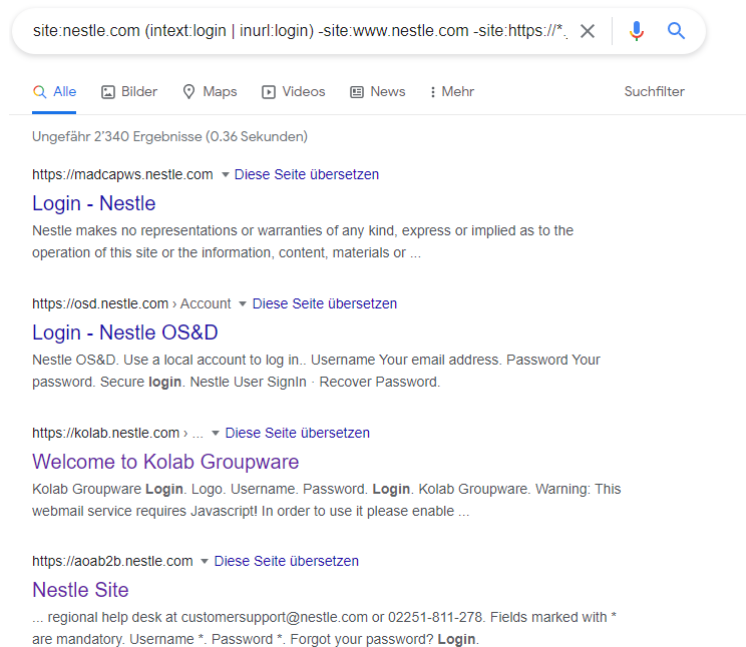 site:nestle.com (intext:login | inurl:login) -site:www.nestle.com -site:https://*.
Alle Bilder Maps Videos News Mehr Suchfilter
Ungefähr 2'340 Ergebnisse (0.36 Sekunden)
https://madcapws.nestle.com Diese Seite übersetzen
Login - Nestle
Nestle makes no representations or warranties of any kind, express or implied as to the
operation of this site or the information, content, materials or ...
https://osd.nestle.com › Account Diese Seite übersetzen
Login - Nestle OS&D
Nestle OS&D. Use a local account to log in.. Username Your email address. Password Your
password. Secure login. Nestle User SignIn · Recover Password.
https://kolab.nestle.com › ... Diese Seite übersetzen
Welcome to Kolab Groupware
Kolab Groupware Login. Logo. Username. Password. Login. Kolab Groupware. Warning: This
webmail service requires Javascript! In order to use it please enable ...
https://aoab2b.nestle.com Diese Seite übersetzen
Nestle Site
... regional help desk at customersupport@nestle.com or 02251-811-278. Fields marked with *
are mandatory. Username *. Password *. Forgot your password? Login.